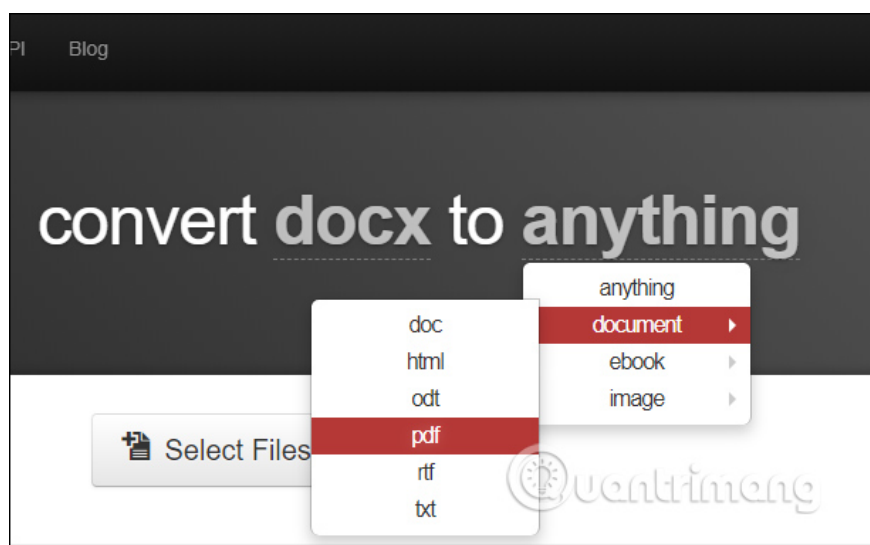 PI Blog
convert docx to anything
anything
document
ebook
image
doc
html
odt
pdf
rtf
txt
Select Files
Quantrimang